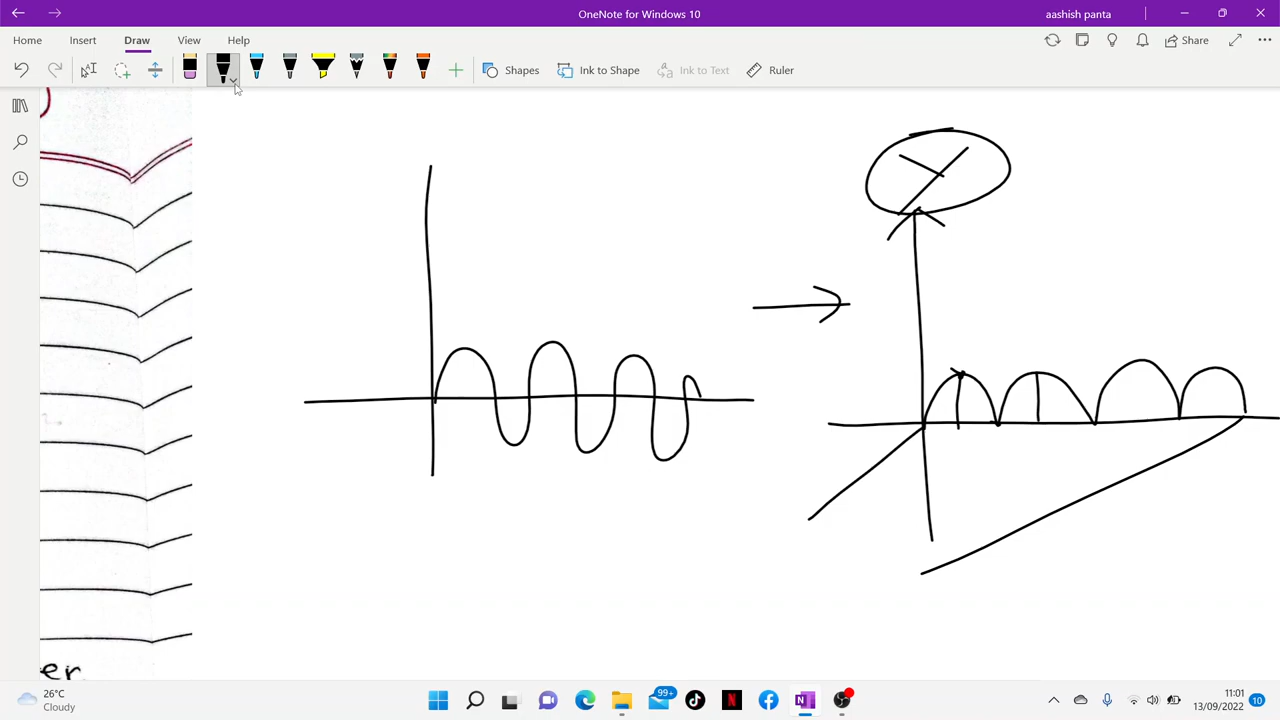 OneNote for Windows 10
aashish panta
Home
Insert
Draw
View
Help
Share
Shapes
Ink to Shape
Ink to Text
Ruler
er
26°C
Cloudy
99+
11:01
13/09/2022
10